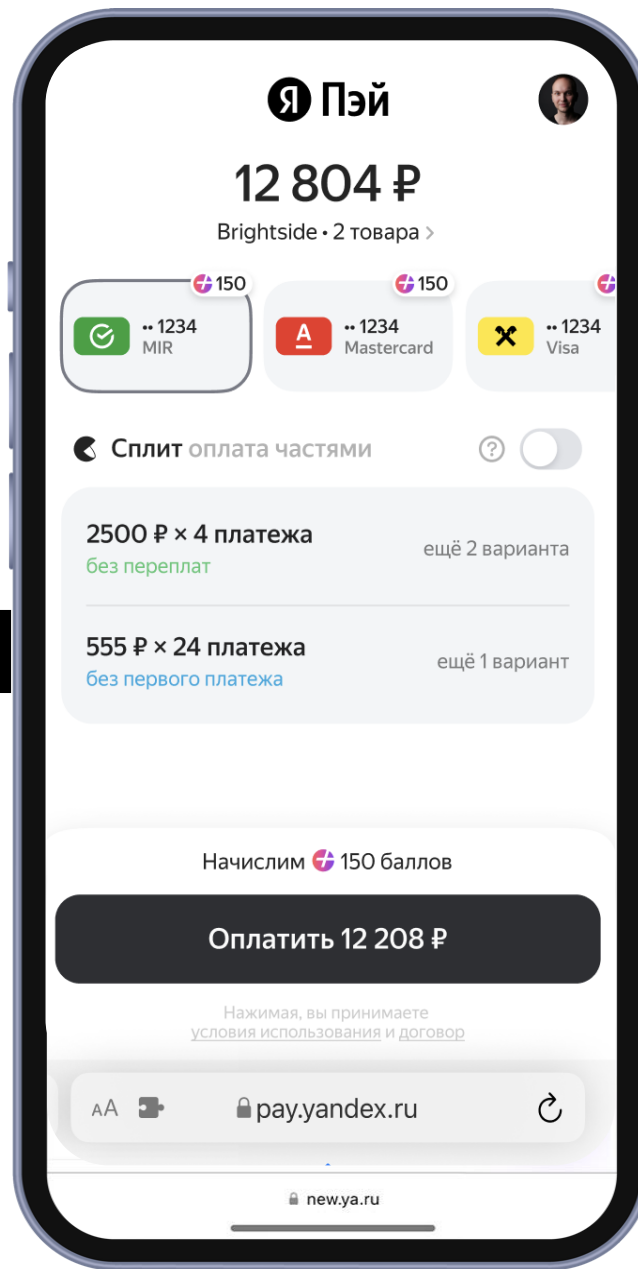 Я Пэй
12 804 ₽
Brightside • 2 товара >
150
150
•• 1234
MIR
A
•• 1234
Mastercard
•• 1234
Visa
Сплит оплата частями
?
2500 ₽ × 4 платежа
без переплат
ещё 2 варианта
555 ₽ × 24 платежа
без первого платежа
ещё 1 вариант
Начислим 150 баллов
Оплатить 12 208 ₽
Нажимая, вы принимаете
условия использования и договор
AA
pay.yandex.ru
new.ya.ru